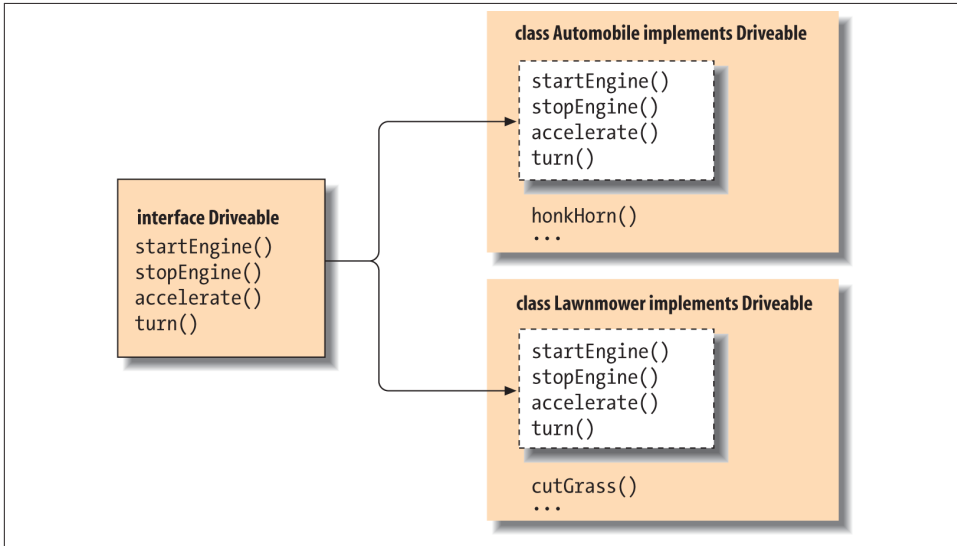 interface Driveable
startEngine()
stopEngine()
accelerate()
turn()
class Automobile implements Driveable
startEngine()
stopEngine()
accelerate()
turn()
honkHorn()
...
class Lawnmower implements Driveable
startEngine()
stopEngine()
accelerate()
turn()
cutGrass()
...